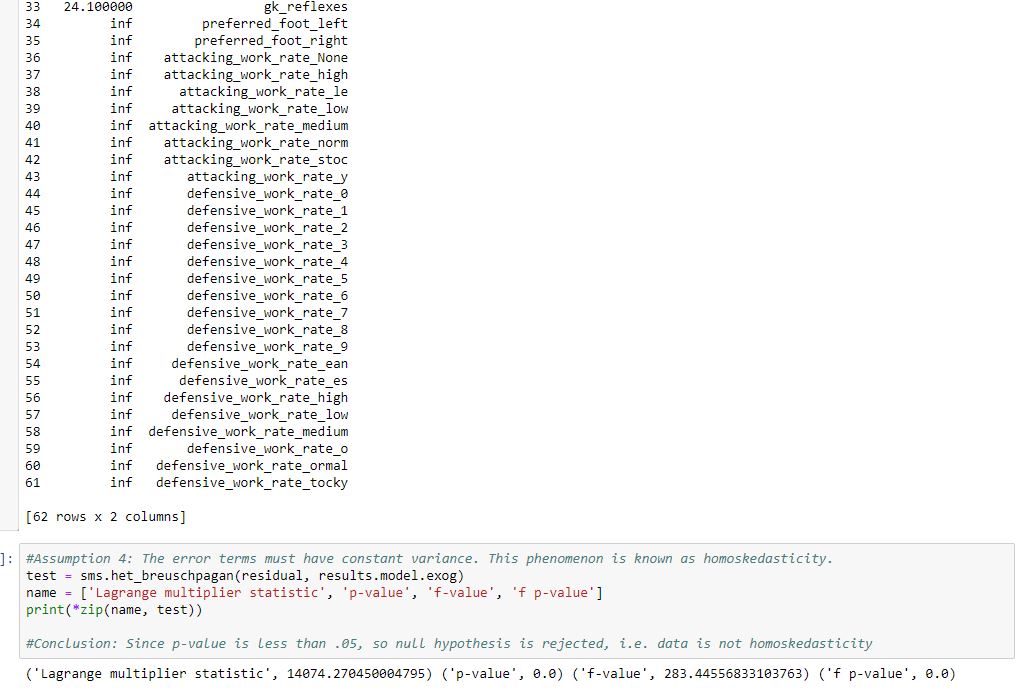 33 24.100000 gk_reflexes
34 inf preferred_foot_left
35 inf preferred_foot_right
36 inf attacking_work_rate_None
37 inf attacking_work_rate_high
38 inf attacking_work_rate_le
39 inf attacking_work_rate_low
40 inf attacking_work_rate_medium
41 inf attacking_work_rate_norm
42 inf attacking_work_rate_stoc
43 inf attacking_work_rate_y
44 inf defensive_work_rate_0
45 inf defensive_work_rate_1
46 inf defensive_work_rate_2
47 inf defensive_work_rate_3
48 inf defensive_work_rate_4
49 inf defensive_work_rate_5
50 inf defensive_work_rate_6
51 inf defensive_work_rate_7
52 inf defensive_work_rate_8
53 inf defensive_work_rate_9
54 inf defensive_work_rate_ean
55 inf defensive_work_rate_es
56 inf defensive_work_rate_high
57 inf defensive_work_rate_low
58 inf defensive_work_rate_medium
59 inf defensive_work_rate_o
60 inf defensive_work_rate_ormal
61 inf defensive_work_rate_tocky
[62 rows x 2 columns]
]: #Assumption 4: The error terms must have constant variance. This phenomenon is known as homoskedasticity.
test = sms.het_breuschpagan(residual, results.model.exog)
name = ['Lagrange multiplier statistic', 'p-value', 'f-value', 'f p-value']
print(*zip(name, test))
#Conclusion: Since p-value is less than .05, so null hypothesis is rejected, i.e. data is not homoskedasticity
('Lagrange multiplier statistic', 14074.270450004795) ('p-value', 0.0) ('f-value', 283.44556833103763) ('f p-value', 0.0)